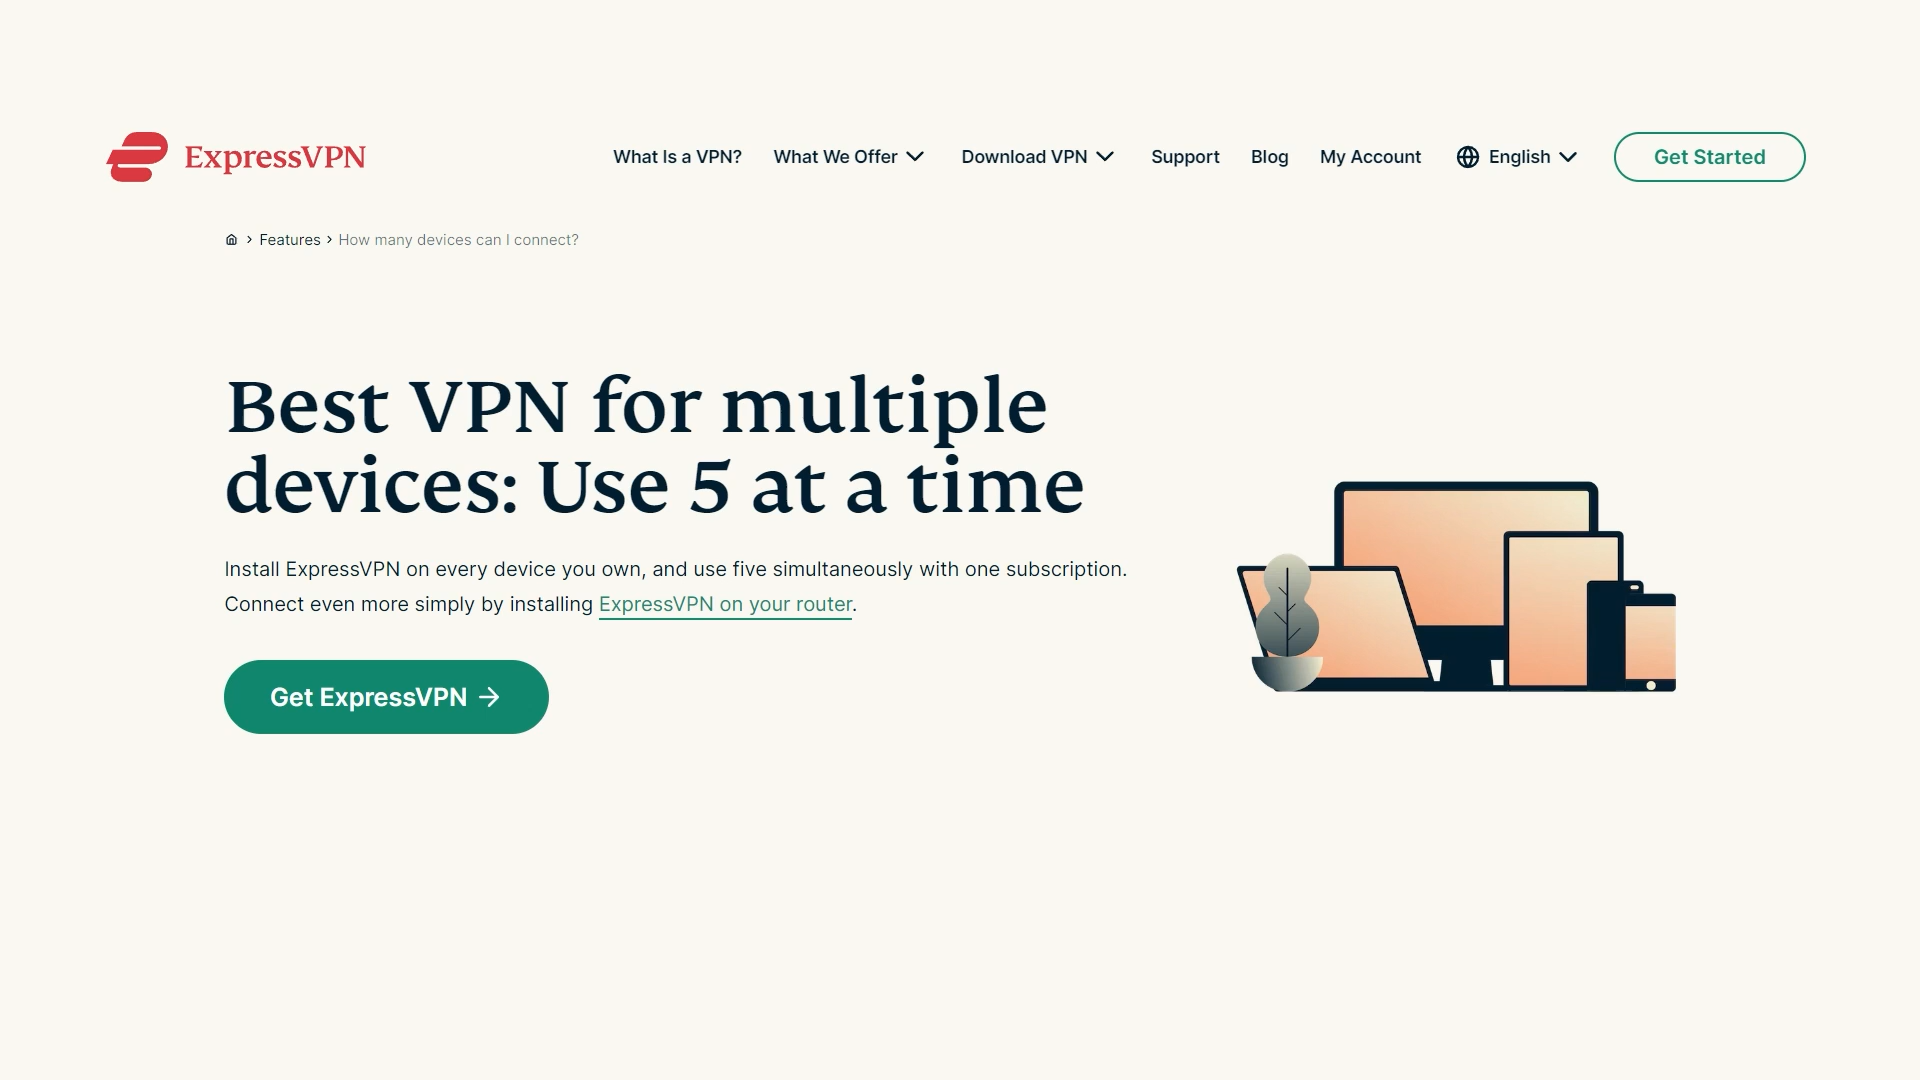 ExpressVPN
What Is a VPN? What We Offer Download VPN Support Blog My Account English Get Started
Features How many devices can I connect?
Best VPN for multiple
devices: Use 5 at a time
Install ExpressVPN on every device you own, and use five simultaneously with one subscription.
Connect even more simply by installing ExpressVPN on your router.
Get ExpressVPN